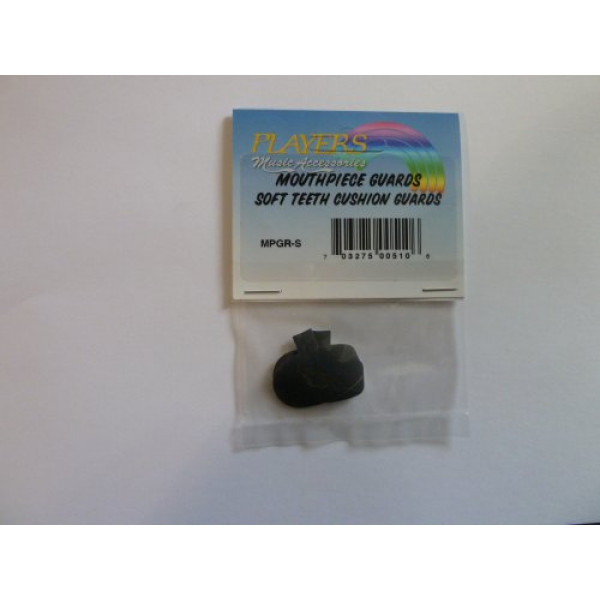 PLAYERS
Music Accessories
MOUTHPIECE GUARDS
SOFT TEETH CUSHION GUARDS
MPGR-S
7 03275 00510 6